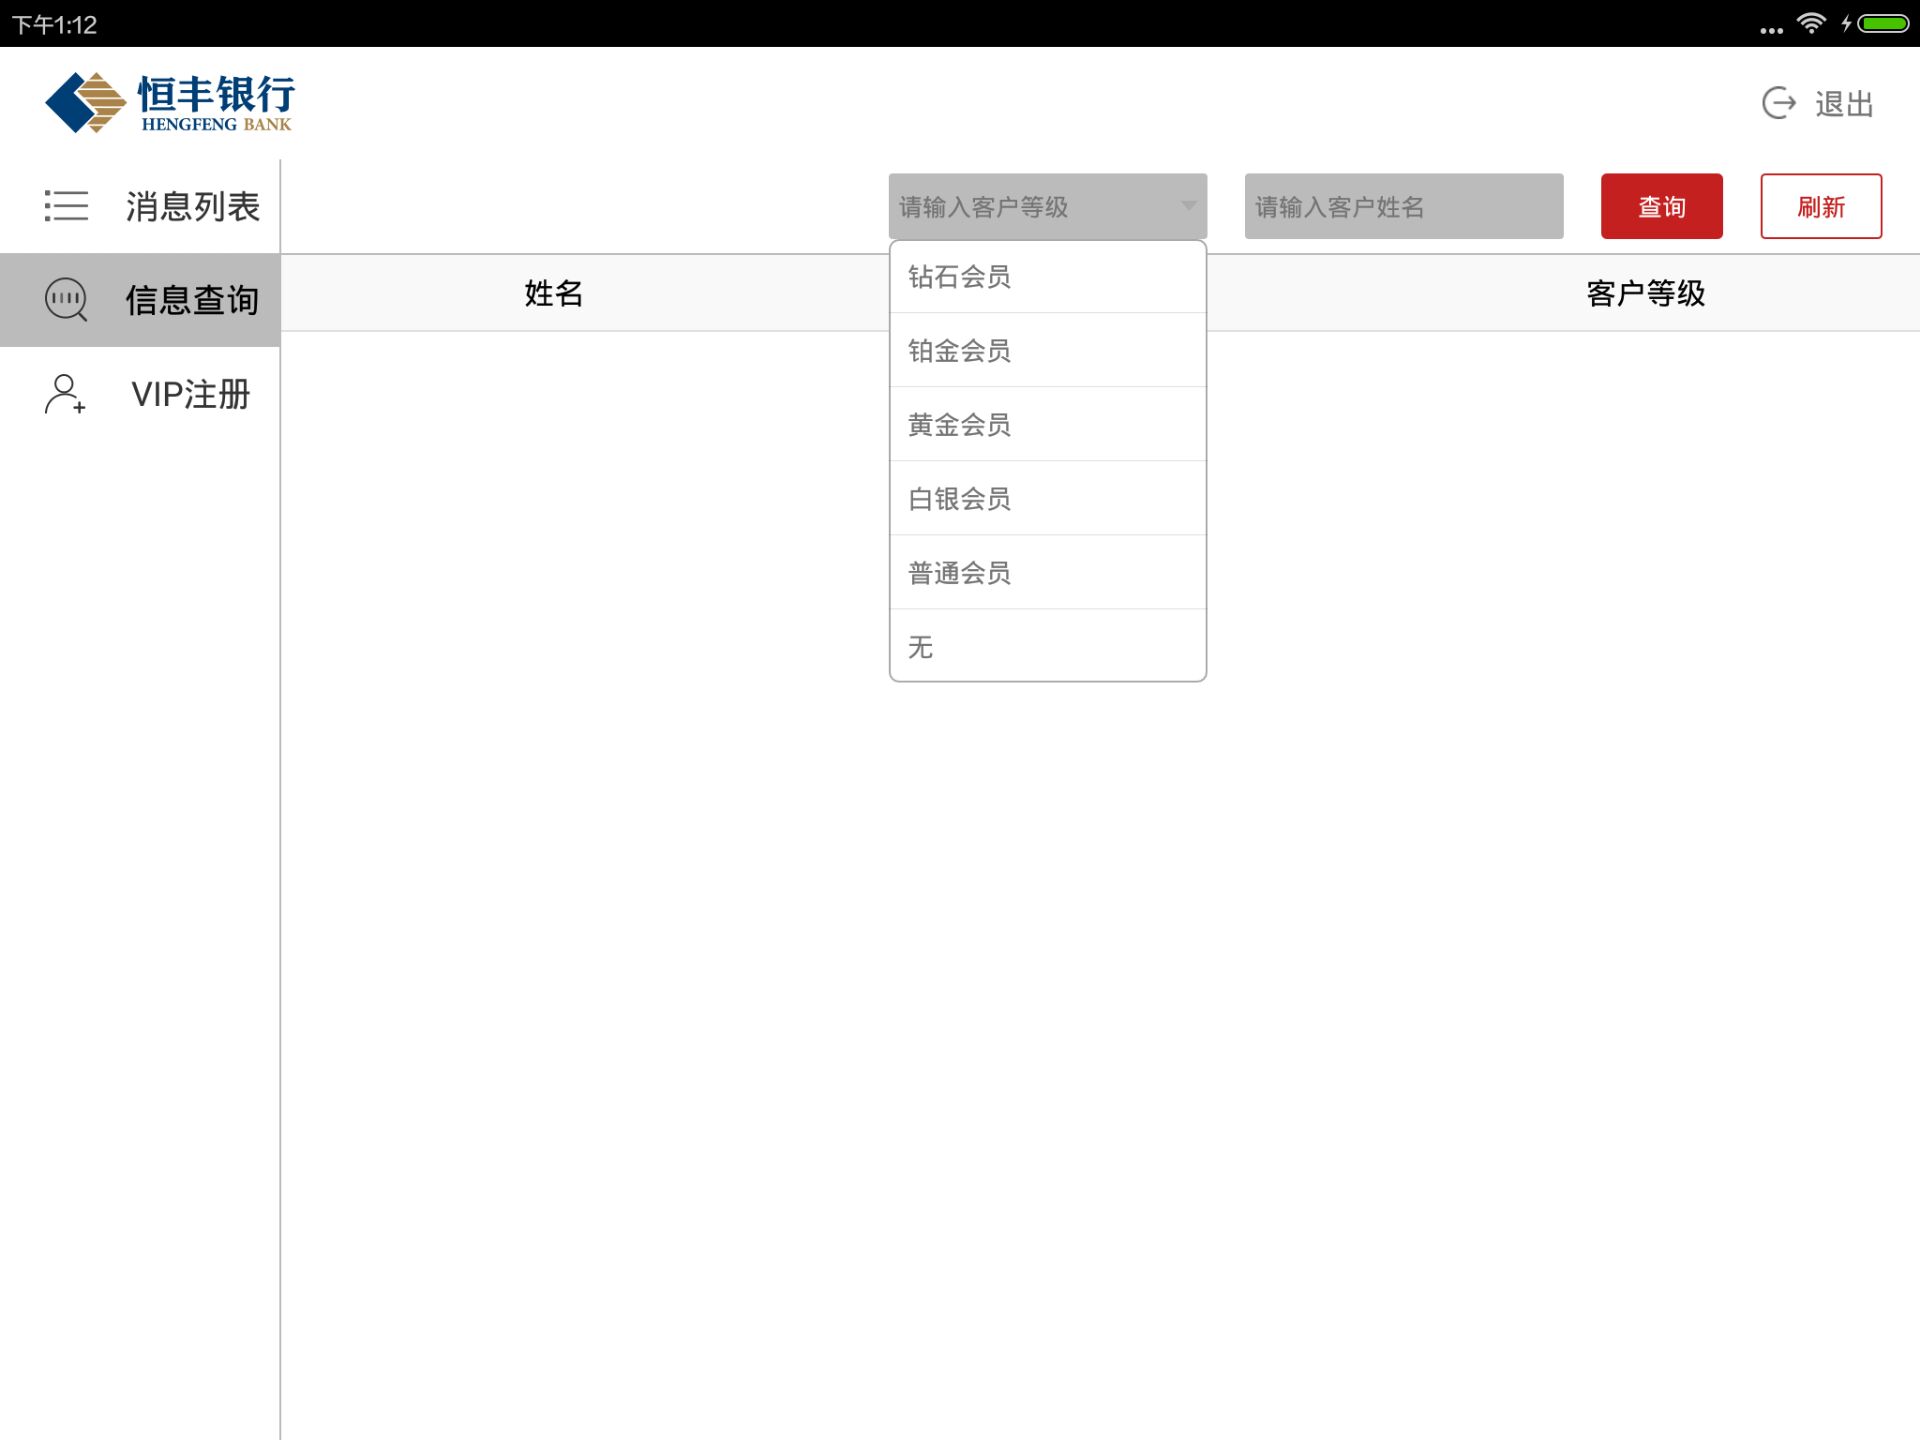 下午1:12
恒丰银行
HENGFENG BANK
退出
消息列表
请输入客户等级
请输入客户姓名
查询
刷新
信息查询
姓名
客户等级
VIP注册
钻石会员
铂金会员
黄金会员
白银会员
普通会员
无